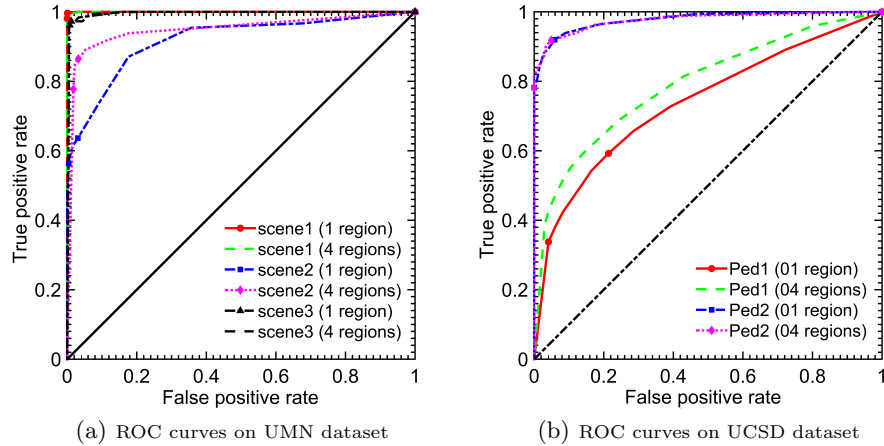 1
0.8
0.6
0.4
0.2
0
True positive rate
scene1 (1 region)
scene1 (4 regions)
scene2 (1 region)
scene2 (4 regions)
scene3 (1 region)
scene3 (4 regions)
0 0.2 0.4 0.6 0.8 1
False positive rate
(a) ROC curves on UMN dataset
1
0.8
0.6
0.4
0.2
0
True positive rate
Ped1 (01 region)
Ped1 (04 regions)
Ped2 (01 region)
Ped2 (04 regions)
0 0.2 0.4 0.6 0.8 1
False positive rate
(b) ROC curves on UCSD dataset